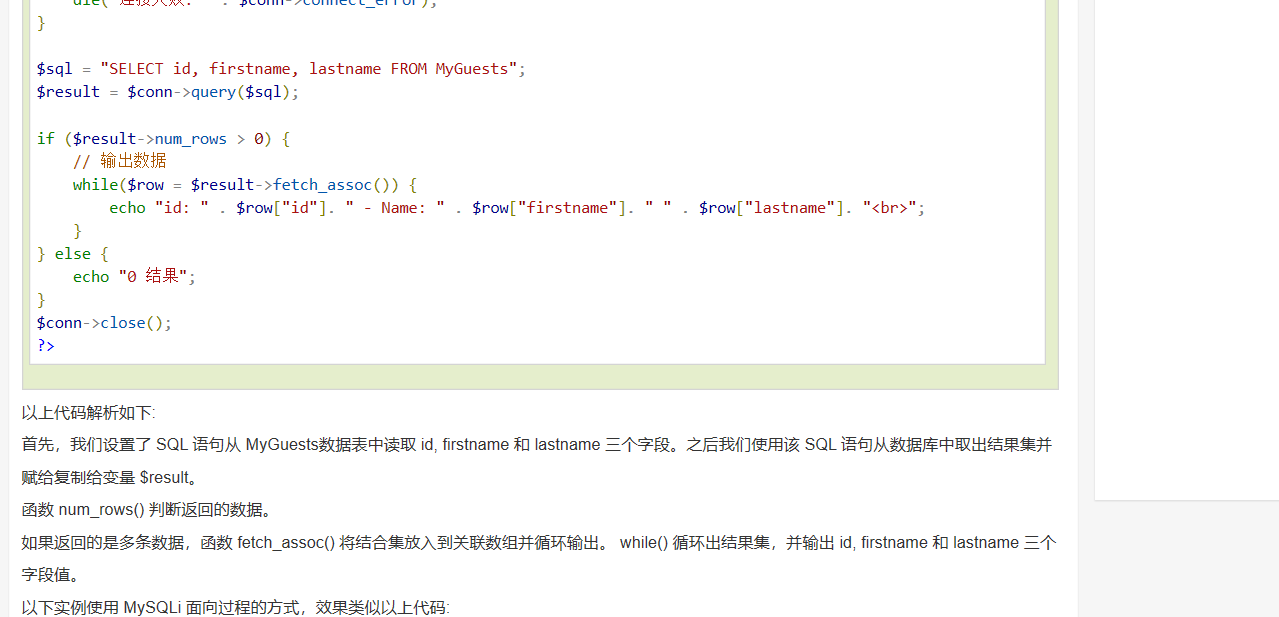 }
$sql = "SELECT id, firstname, lastname FROM MyGuests";
$result = $conn->query($sql);
if ($result->num_rows > 0) {
// 输出数据
while($row = $result->fetch_assoc()) {
echo "id: " . $row["id"]. " - Name: " . $row["firstname"]. " " . $row["lastname"]. "<br>";
}
} else {
echo "0 结果";
}
$conn->close();
?>
以上代码解析如下:
首先，我们设置了 SQL 语句从 MyGuests数据表中读取 id, firstname 和 lastname 三个字段。之后我们使用该 SQL 语句从数据库中取出结果集并
赋给复制给变量 $result。
函数 num_rows() 判断返回的数据。
如果返回的是多条数据，函数 fetch_assoc() 将结合集放入到关联数组并循环输出。 while() 循环出结果集，并输出 id, firstname 和 lastname 三个
字段值。
以下实例使用 MySQLi 面向过程的方式，效果类似以上代码: